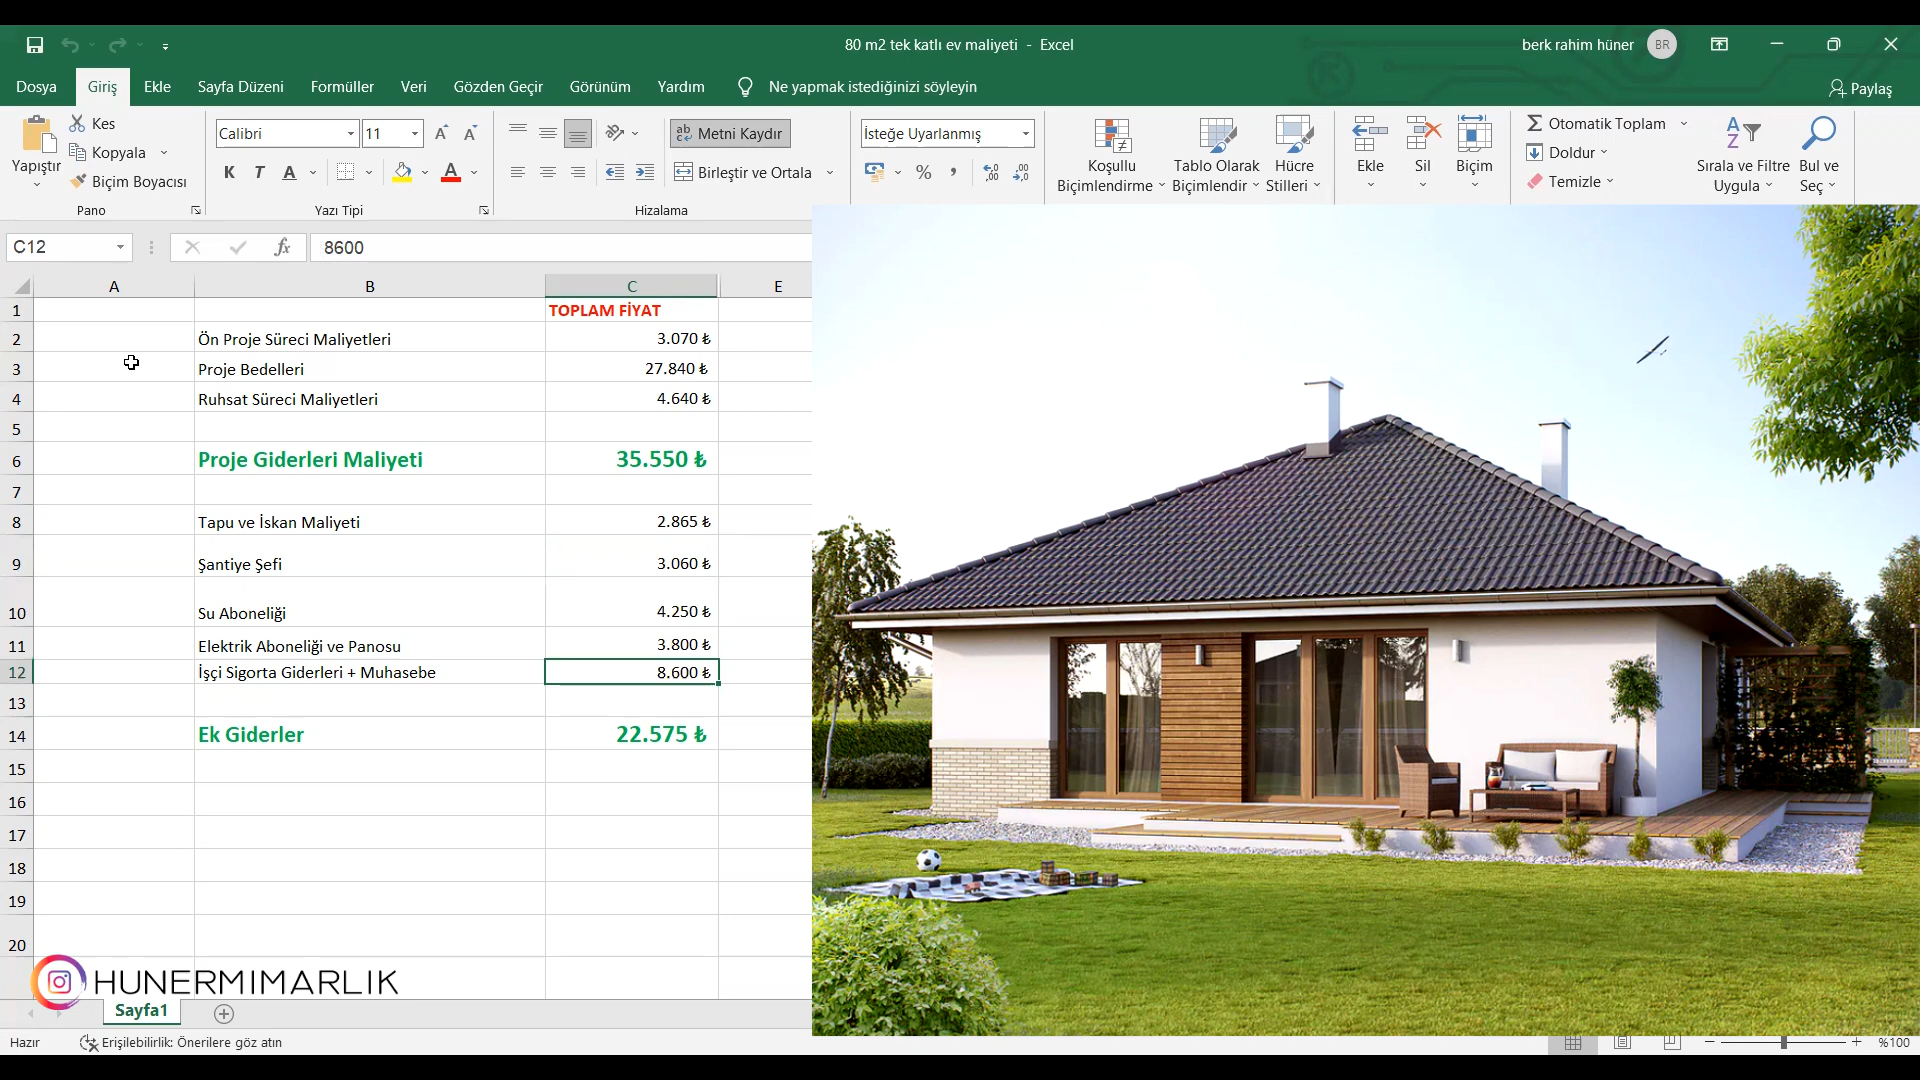 80 m2 tek katlı ev maliyeti - Excel
berk rahim hüner BR
Dosya Giriş Ekle Sayfa Düzeni Formüller Veri Gözden Geçir Görünüm Yardım Ne yapmak istediğinizi söyleyin Paylaş
Yapıştır
Kes
Kopyala
Biçim Boyacısı
Pano
Calibri 11
K T A A
Yazı Tipi
Metni Kaydır
Birleştir ve Ortala
Hizalama
İsteğe Uyarlanmış
%
Koşullu
Biçimlendirme
Tablo Olarak
Biçimlendir
Hücre
Stilleri
Ekle
Sil
Biçim
Otomatik Toplam
Doldur
Temizle
Sırala ve Filtre
Uygula
Bul ve
Seç
C12 fx 8600
A B C E
1 TOPLAM FİYAT
2 Ön Proje Süreci Maliyetleri 3.070 ₺
3 Proje Bedelleri 27.840 ₺
4 Ruhsat Süreci Maliyetleri 4.640 ₺
5
6 Proje Giderleri Maliyeti 35.550 ₺
7
8 Tapu ve İskan Maliyeti 2.865 ₺
9 Şantiye Şefi 3.060 ₺
10 Su Aboneliği 4.250 ₺
11 Elektrik Aboneliği ve Panosu 3.800 ₺
12 İşçi Sigorta Giderleri + Muhasebe 8.600 ₺
13
14 Ek Giderler 22.575 ₺
15
16
17
18
19
20
HUNERMIMARLIK
Sayfa1
Hazır Erişilebilirlik: Önerilere göz atın %100